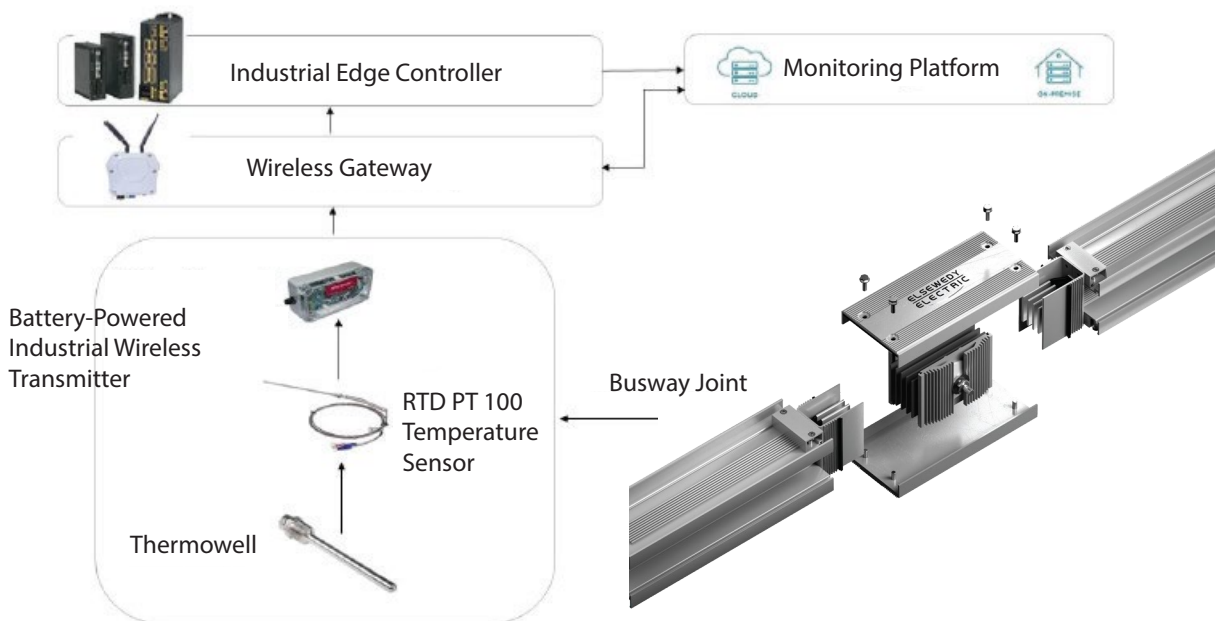 Industrial Edge Controller
Monitoring Platform
CLOUD
ON-PREMISE
Wireless Gateway
ELSEWEDY
ELECTRIC
Battery-Powered
Industrial Wireless
Transmitter
RTD PT 100
Temperature
Sensor
Busway Joint
Thermowell